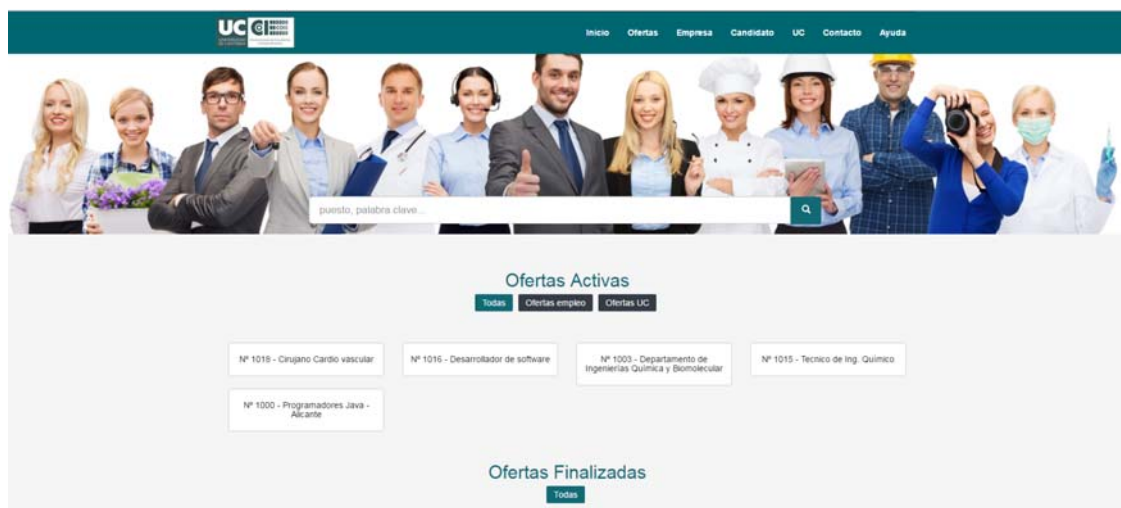 UC
Inicio Ofertas Empresa Candidato UC Contacto Ayuda
puesto, palabra clave...
Ofertas Activas
Todas Ofertas empleo Ofertas UC
Nº 1018 - Cirujano Cardio vascular
Nº 1016 - Desarrollador de software
Nº 1003 - Departamento de
Ingenierías Química y Biomolecular
Nº 1015 - Tecnico de Ing. Quimico
Nº 1000 - Programadores Java -
Alicante
Ofertas Finalizadas
Todas